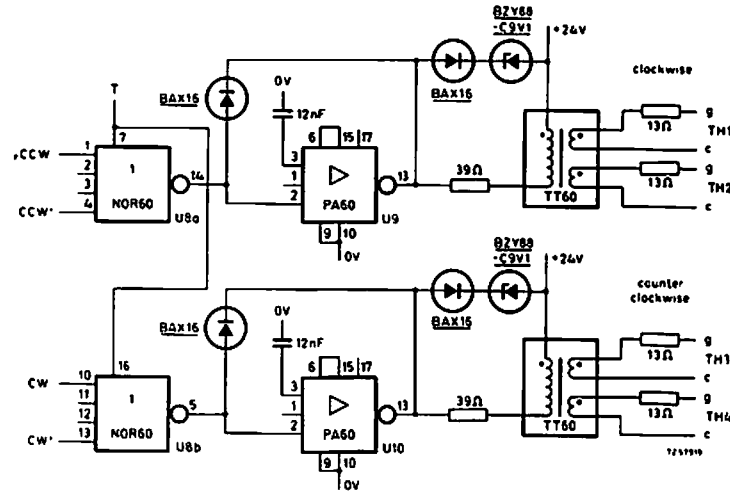 BZY88
-C9V1
+24V
clockwise
T
BAX16
0V
12nF
BAX16
7
6 15 17
13Ω
g
TH1
c
,CCW 1
2
3
CCW' 4
1
NOR60
14
U8a
3
1
2
PA60
13
U9
9 10
0V
39Ω
TT60
13Ω
g
TH2
c
BZY88
-C9V1
+24V
counter
clockwise
BAX16
0V
12nF
BAX16
16
6 15 17
13Ω
g
TH3
c
CW 10
11
12
CW' 13
1
NOR60
5
U8b
3
1
2
PA60
13
U10
9 10
0V
39Ω
TT60
13Ω
g
TH4
c